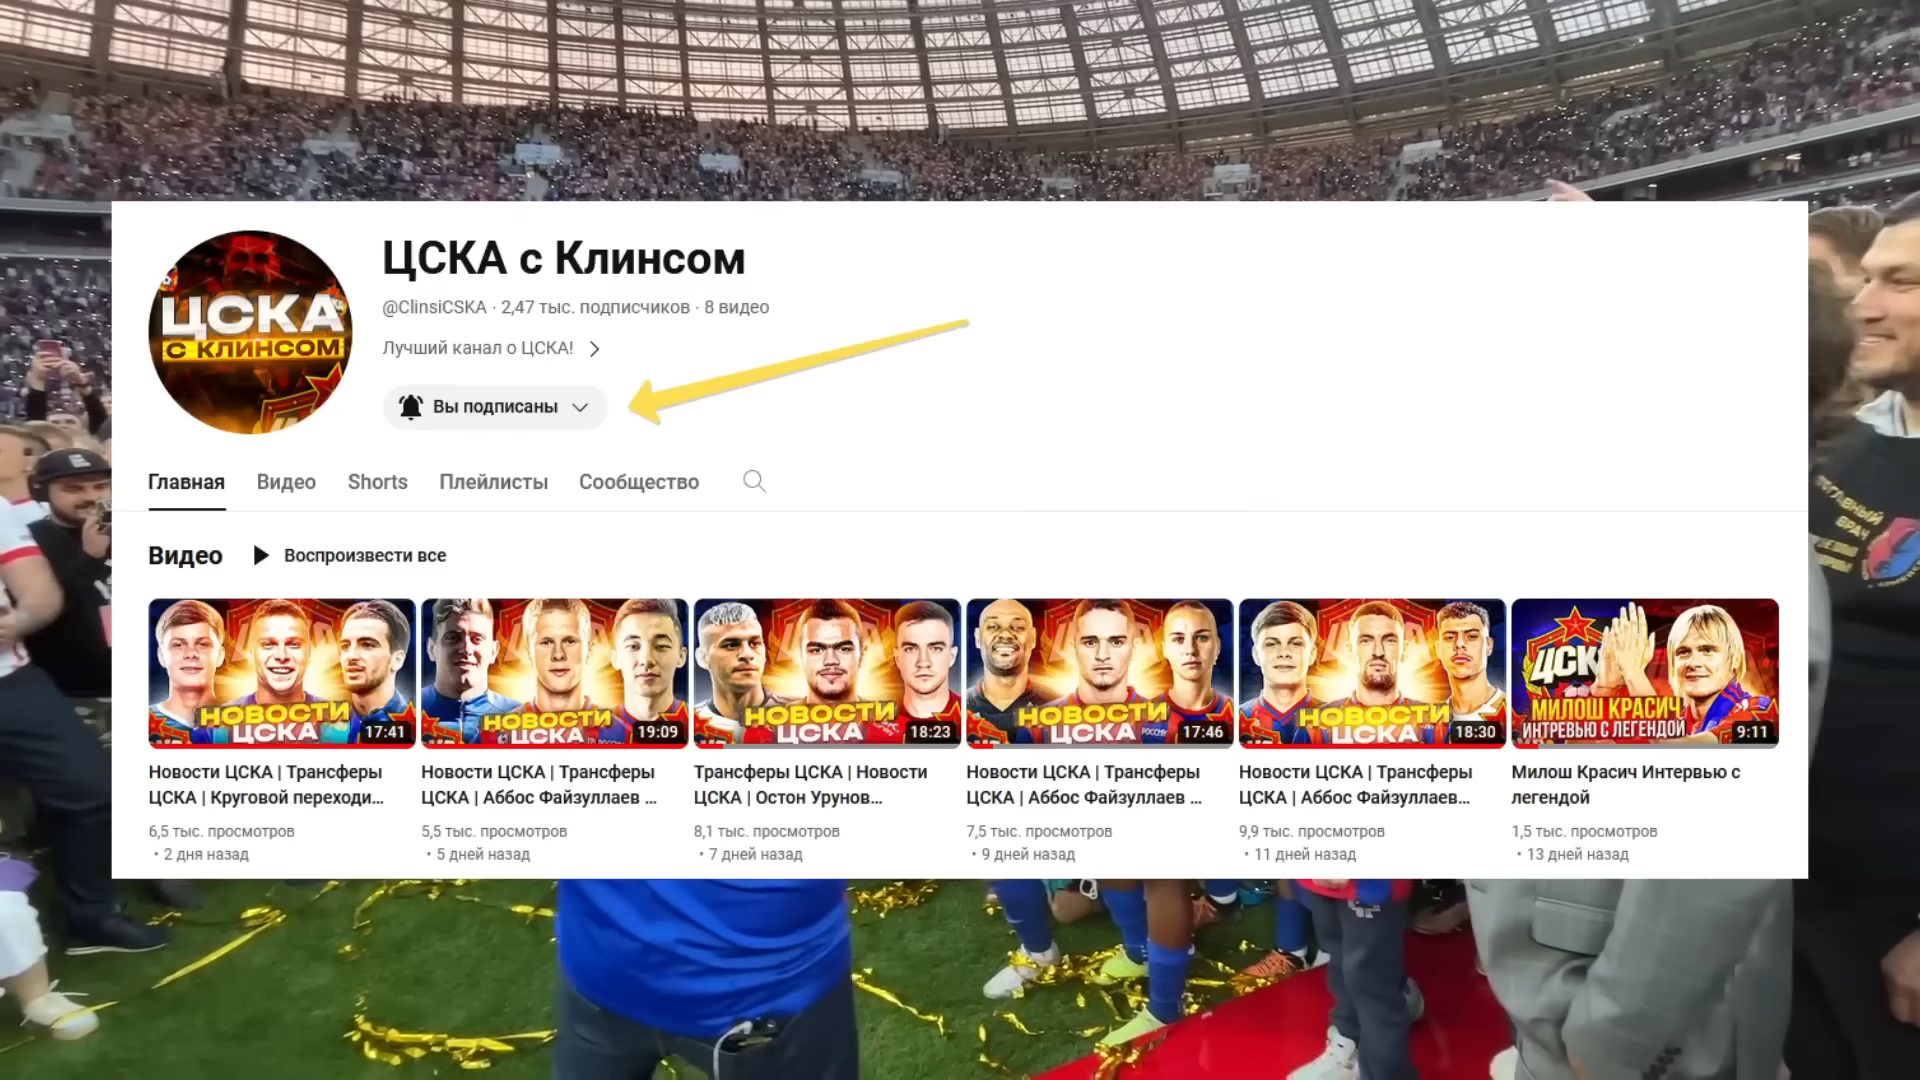 ЦСКА с Клинсом
@ClinsiCSKA · 2,47 тыс. подписчиков · 8 видео
Лучший канал о ЦСКА!
Вы подписаны
ЦСКА
С КЛИНСОМ
Главная
Видео
Shorts
Плейлисты
Сообщество
Видео
Воспроизвести все
НОВОСТИ
ЦСКА
17:41
НОВОСТИ
ЦСКА
19:09
НОВОСТИ
ЦСКА
18:23
НОВОСТИ
ЦСКА
17:46
НОВОСТИ
ЦСКА
18:30
ЦСК
МИЛОШ КРАСИЧ
ИНТРЕВЬЮ С ЛЕГЕНДОЙ
9:11
Новости ЦСКА | Трансферы
ЦСКА | Круговой переходи...
6,5 тыс. просмотров
• 2 дня назад
Новости ЦСКА | Трансферы
ЦСКА | Аббос Файзуллаев ...
5,5 тыс. просмотров
• 5 дней назад
Трансферы ЦСКА | Новости
ЦСКА | Остон Урунов...
8,1 тыс. просмотров
• 7 дней назад
Новости ЦСКА | Трансферы
ЦСКА | Аббос Файзуллаев ...
7,5 тыс. просмотров
• 9 дней назад
Новости ЦСКА | Трансферы
ЦСКА | Аббос Файзуллаев...
9,9 тыс. просмотров
• 11 дней назад
Милош Красич Интервью с
легендой
1,5 тыс. просмотров
• 13 дней назад
ВРАЧ